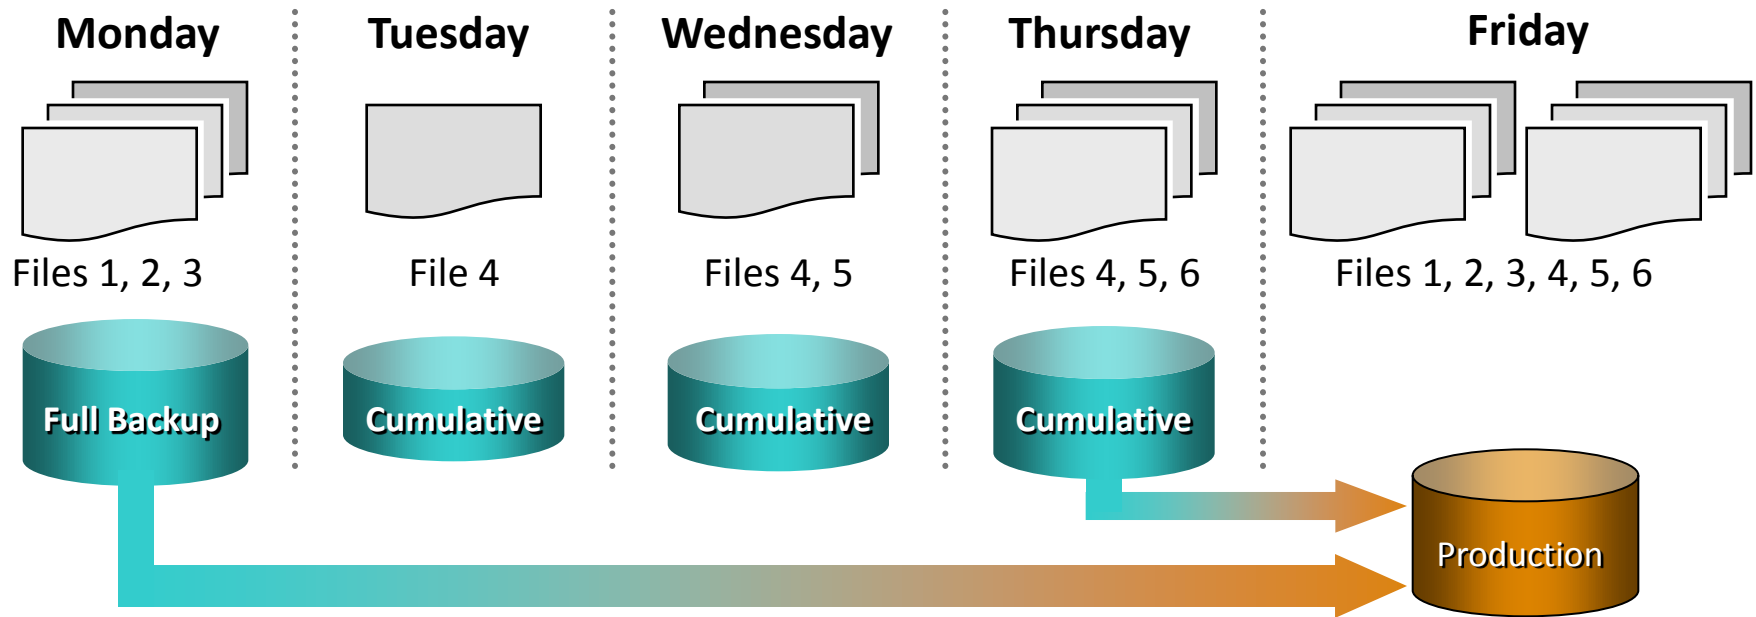 Monday
Tuesday
Wednesday
Thursday
Friday
Files 1, 2, 3
File 4
Files 4, 5
Files 4, 5, 6
Files 1, 2, 3, 4, 5, 6
Full Backup
Cumulative
Cumulative
Cumulative
Production